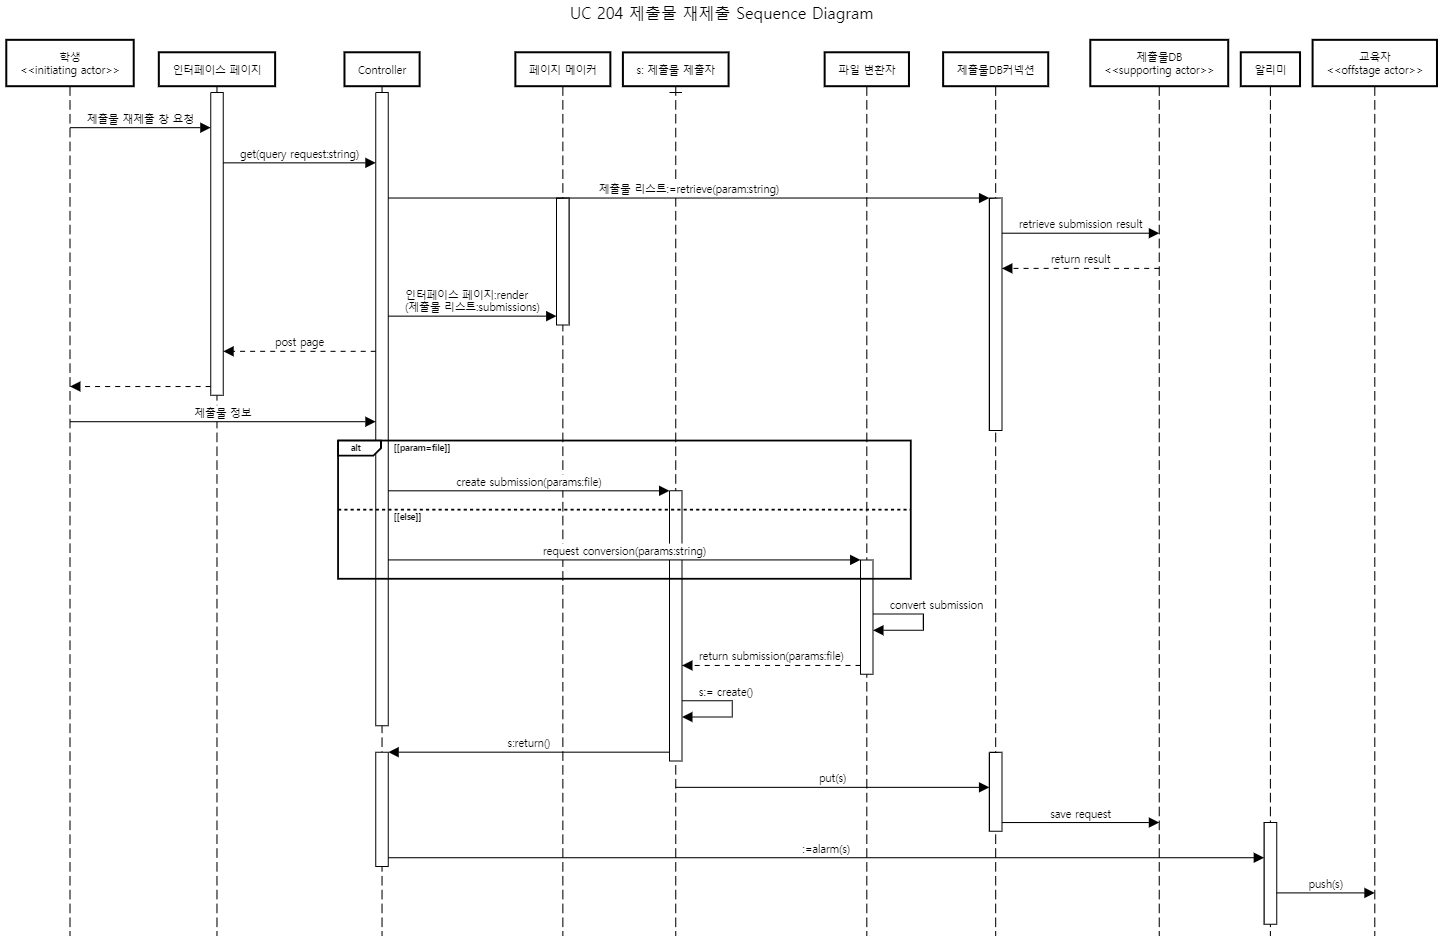 UC 204 제출물 재제출 Sequence Diagram
학생
<<initiating actor>>
인터페이스 페이지
Controller
페이지 메이커
s: 제출물 제출자
파일 변환자
제출물DB커넥션
제출물DB
<<supporting actor>>
알리미
교육자
<<offstage actor>>
제출물 재제출 창 요청
get(query request:string)
제출물 리스트:=retrieve(param:string)
retrieve submission result
return result
인터페이스 페이지:render
(제출물 리스트:submissions)
post page
제출물 정보
alt
[[param=file]]
create submission(params:file)
[[else]]
request conversion(params:string)
convert submission
return submission(params:file)
s:= create()
s:return()
put(s)
save request
:=alarm(s)
push(s)